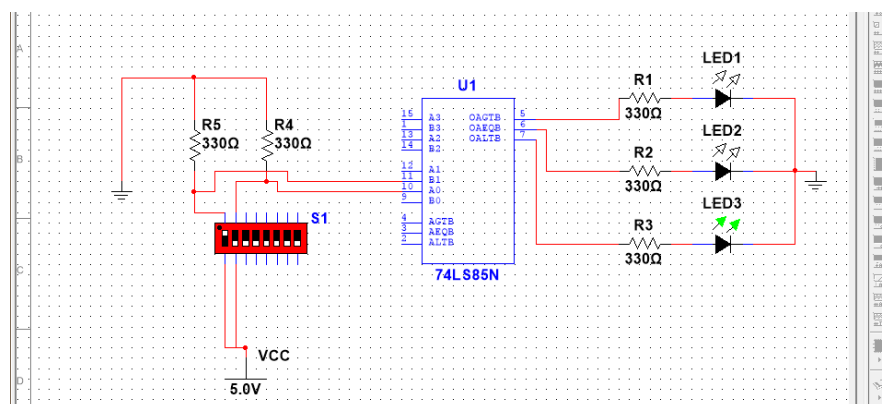 A
B
C
D
LED1
LED2
LED3
R1
330Ω
R2
330Ω
R3
330Ω
R5
330Ω
R4
330Ω
S1
VCC
5.0V
U1
15 A3 OAGTB 5
1 B3 OAEQB 6
13 A2 OALTB 7
14 B2
12 A1
11 B1
10 A0
9 B0
4 AGTB
3 AEQB
2 ALTB
74LS85N